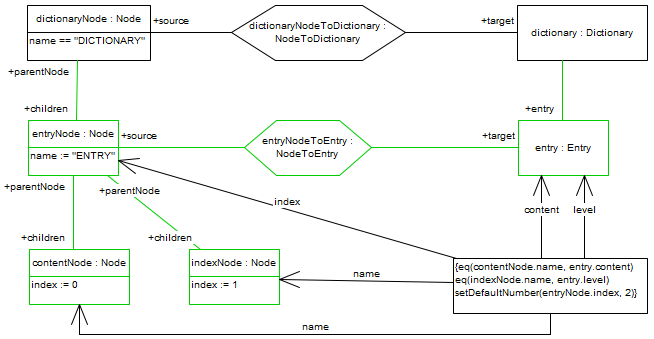 dictionaryNode : Node
name == "DICTIONARY"
+source
dictionaryNodeToDictionary :
NodeToDictionary
+target
dictionary : Dictionary
+parentNode
+children
+entry
entryNode : Node
name := "ENTRY"
+source
entryNodeToEntry :
NodeToEntry
+target
entry : Entry
+parentNode
+parentNode
index
content
level
+children
+children
contentNode : Node
index := 0
indexNode : Node
index := 1
name
{eq(contentNode.name, entry.content)
eq(indexNode.name, entry.level)
setDefaultNumber(entryNode.index, 2)}
name